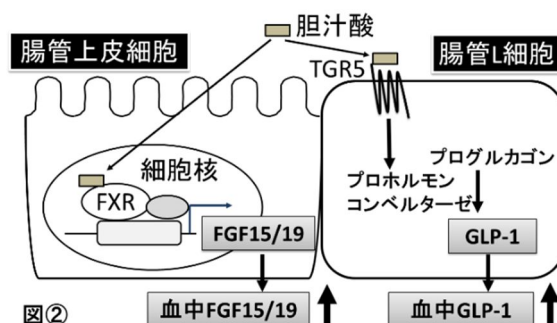 胆汁酸
腸管上皮細胞
腸管L細胞
TGR5
細胞核
FXR
FGF15/19
プログルカゴン
プロホルモン
コンベルターゼ
GLP-1
血中FGF15/19
血中GLP-1
図②